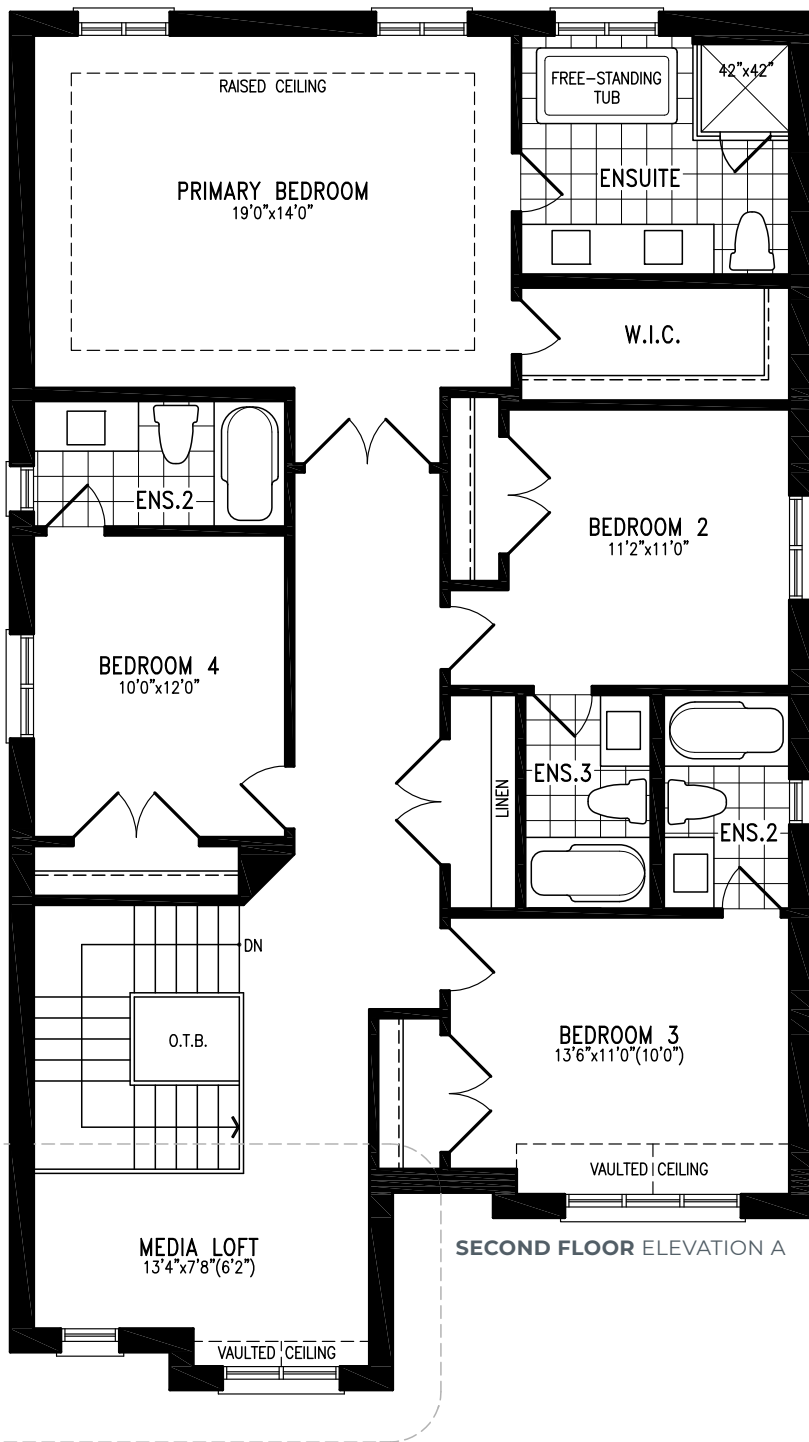 RAISED CEILING
PRIMARY BEDROOM
19'0"x14'0"
FREE-STANDING
TUB
42"x42"
ENSUITE
W.I.C.
ENS.2
BEDROOM 2
11'2"x11'0"
BEDROOM 4
10'0"x12'0"
ENS.3
LINEN
ENS.2
DN
O.T.B.
BEDROOM 3
13'6"x11'0"(10'0")
VAULTED CEILING
MEDIA LOFT
13'4"x7'8"(6'2")
SECOND FLOOR ELEVATION A
VAULTED CEILING